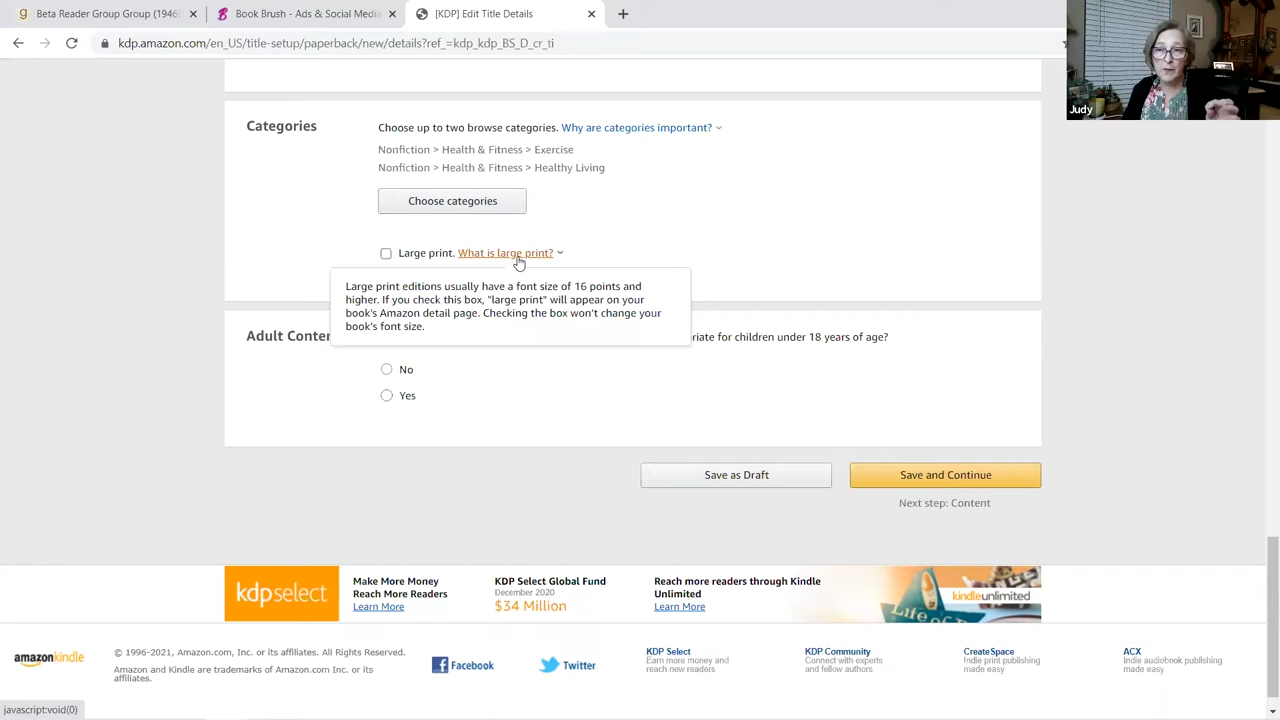 Beta Reader Group Group (1946
Book Brush - Ads & Social Media
[KDP] Edit Title Details
kdp.amazon.com/en_US/title-setup/paperback/new/details?ref_=kdp_kdp_BS_D_cr_ti
Judy
Categories
Choose up to two browse categories. Why are categories important?
Nonfiction > Health & Fitness > Exercise
Nonfiction > Health & Fitness > Healthy Living
Choose categories
Large print. What is large print?
Large print editions usually have a font size of 16 points and
higher. If you check this box, "large print" will appear on your
book's Amazon detail page. Checking the box won't change your
book's font size.
Adult Conter
riate for children under 18 years of age?
No
Yes
Save as Draft
Save and Continue
Next step: Content
kdpselect
Make More Money
Reach More Readers
Learn More
KDP Select Global Fund
December 2020
$34 Million
Reach more readers through Kindle
Unlimited
Learn More
Life of
kindleunlimited
amazonkindle
© 1996-2021, Amazon.com, Inc. or its affiliates. All Rights Reserved.
Amazon and Kindle are trademarks of Amazon.com Inc. or its
affiliates.
Facebook
Twitter
KDP Select
Earn more money and
reach new readers
KDP Community
Connect with experts
and fellow authors
CreateSpace
Indie print publishing
made easy
ACX
Indie audiobook publishing
made easy
javascript:void(0)